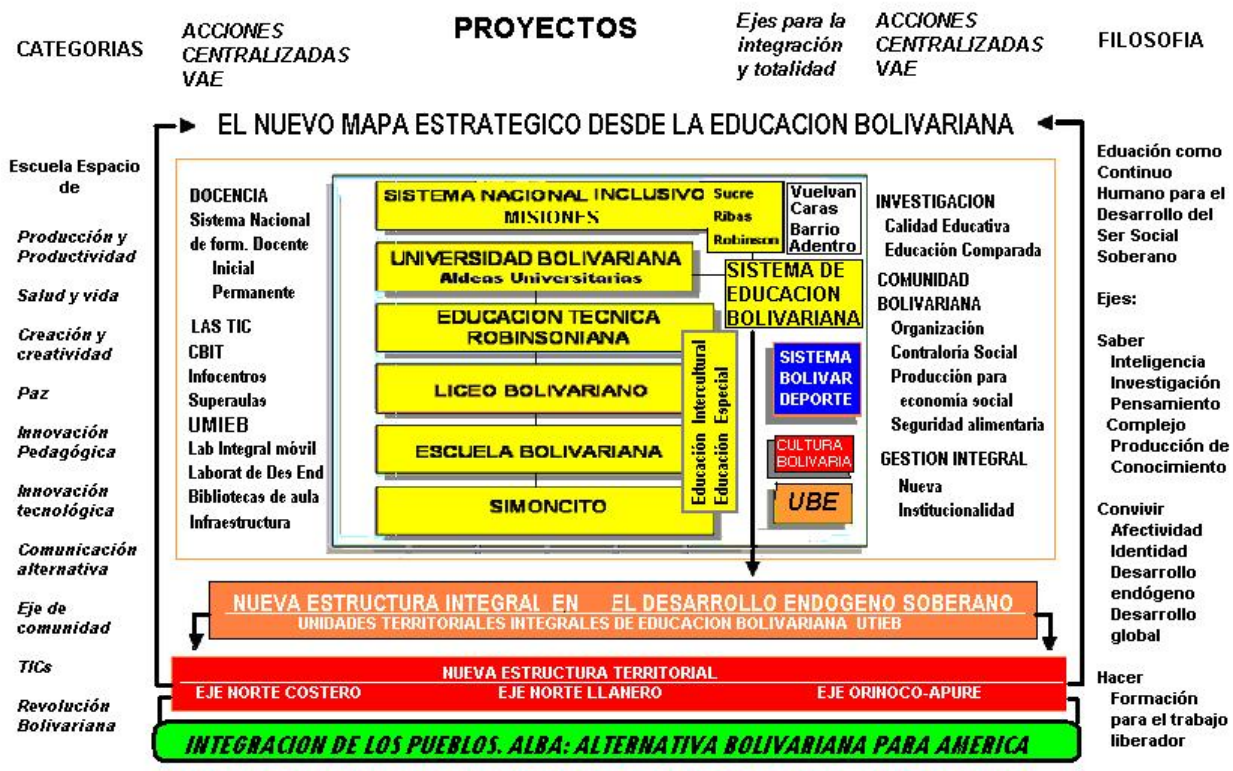 CATEGORIAS
ACCIONES
CENTRALIZADAS
VAE
PROYECTOS
Ejes para la
integración
y totalidad
ACCIONES
CENTRALIZADAS
VAE
FILOSOFIA
EL NUEVO MAPA ESTRATEGICO DESDE LA EDUCACION BOLIVARIANA
Escuela Espacio
de
Producción y
Productividad
Salud y vida
Creación y
creatividad
Paz
Innovación
Pedagógica
Innovación
tecnológica
Comunicación
alternativa
Eje de
comunidad
TICs
Revolución
Bolivariana
DOCENCIA
Sistema Nacional
de form. Docente
Inicial
Permanente
LAS TIC
CBIT
Infocentros
Superaulas
UMIEB
Lab Integral móvil
Laborat de Des End
Bibliotecas de aula
Infraestructura
SISTEMA NACIONAL INCLUSIVO
MISIONES
Sucre
Ribas
Robinson
Vuelvan
Caras
Barrio
Adentro
UNIVERSIDAD BOLIVARIANA
Aldeas Universitarias
SISTEMA DE
EDUCACION
BOLIVARIANA
EDUCACION TECNICA
ROBINSONIANA
LICEO BOLIVARIANO
ESCUELA BOLIVARIANA
SIMONCITO
Educación Intercultural
Educación Especial
SISTEMA
BOLIVAR
DEPORTE
CULTURA
BOLIVARIA
UBE
INVESTIGACION
Calidad Educativa
Educación Comparada
COMUNIDAD
BOLIVARIANA
Organización
Contraloría Social
Producción para
economía social
Seguridad alimentaria
GESTION INTEGRAL
Nueva
Institucionalidad
Eduación como
Continuo
Humano para el
Desarrollo del
Ser Social
Soberano
Ejes:
Saber
Inteligencia
Investigación
Pensamiento
Complejo
Producción de
Conocimiento
Convivir
Afectividad
Identidad
Desarrollo
endógeno
Desarrollo
global
Hacer
Formación
para el trabajo
liberador
NUEVA ESTRUCTURA INTEGRAL EN EL DESARROLLO ENDOGENO SOBERANO
UNIDADES TERRITORIALES INTEGRALES DE EDUCACION BOLIVARIANA UTIEB
NUEVA ESTRUCTURA TERRITORIAL
EJE NORTE COSTERO EJE NORTE LLANERO EJE ORINOCO-APURE
INTEGRACION DE LOS PUEBLOS. ALBA: ALTERNATIVA BOLIVARIANA PARA AMERICA